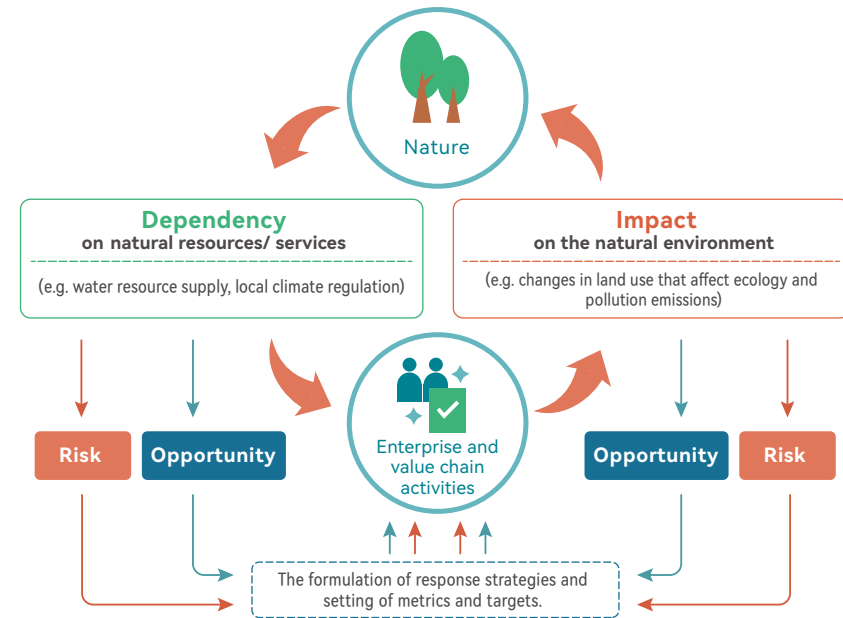 Nature
Dependency
on natural resources/ services
(e.g. water resource supply, local climate regulation)
Impact
on the natural environment
(e.g. changes in land use that affect ecology and
pollution emissions)
Enterprise and
value chain
activities
Risk
Opportunity
Opportunity
Risk
The formulation of response strategies and
setting of metrics and targets.